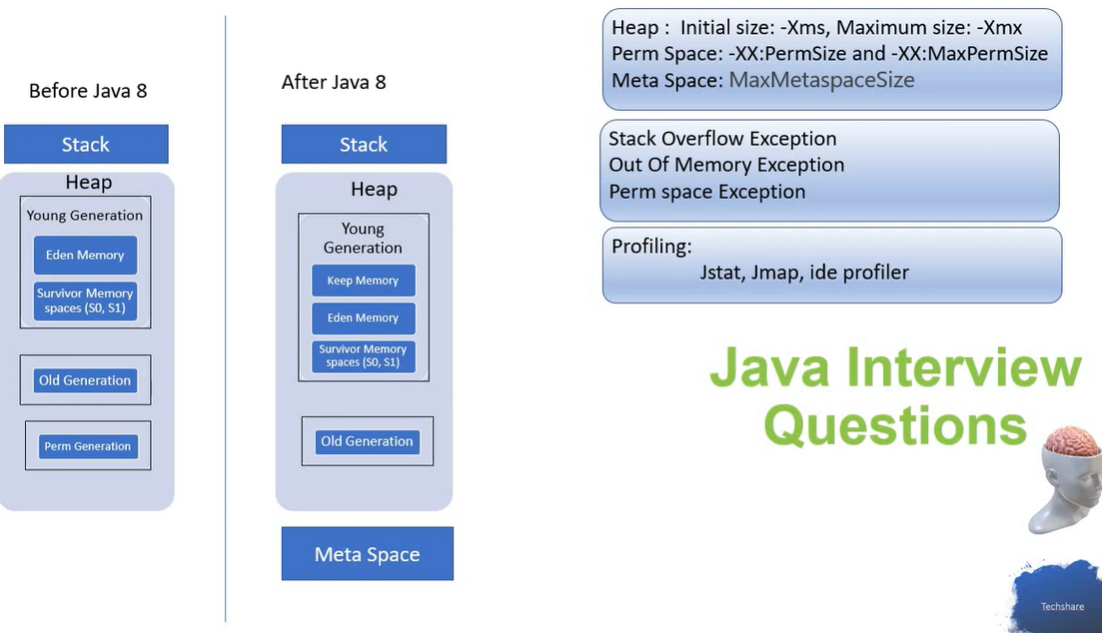 Before Java 8
Stack
Heap
Young Generation
Eden Memory
Survivor Memory
spaces (S0, S1)
Old Generation
Perm Generation
After Java 8
Stack
Heap
Young
Generation
Keep Memory
Eden Memory
Survivor Memory
spaces (S0, S1)
Old Generation
Meta Space
Heap : Initial size: -Xms, Maximum size: -Xmx
Perm Space: -XX:PermSize and -XX:MaxPermSize
Meta Space: MaxMetaspaceSize
Stack Overflow Exception
Out Of Memory Exception
Perm space Exception
Profiling:
Jstat, Jmap, ide profiler
Java Interview
Questions
Techshare